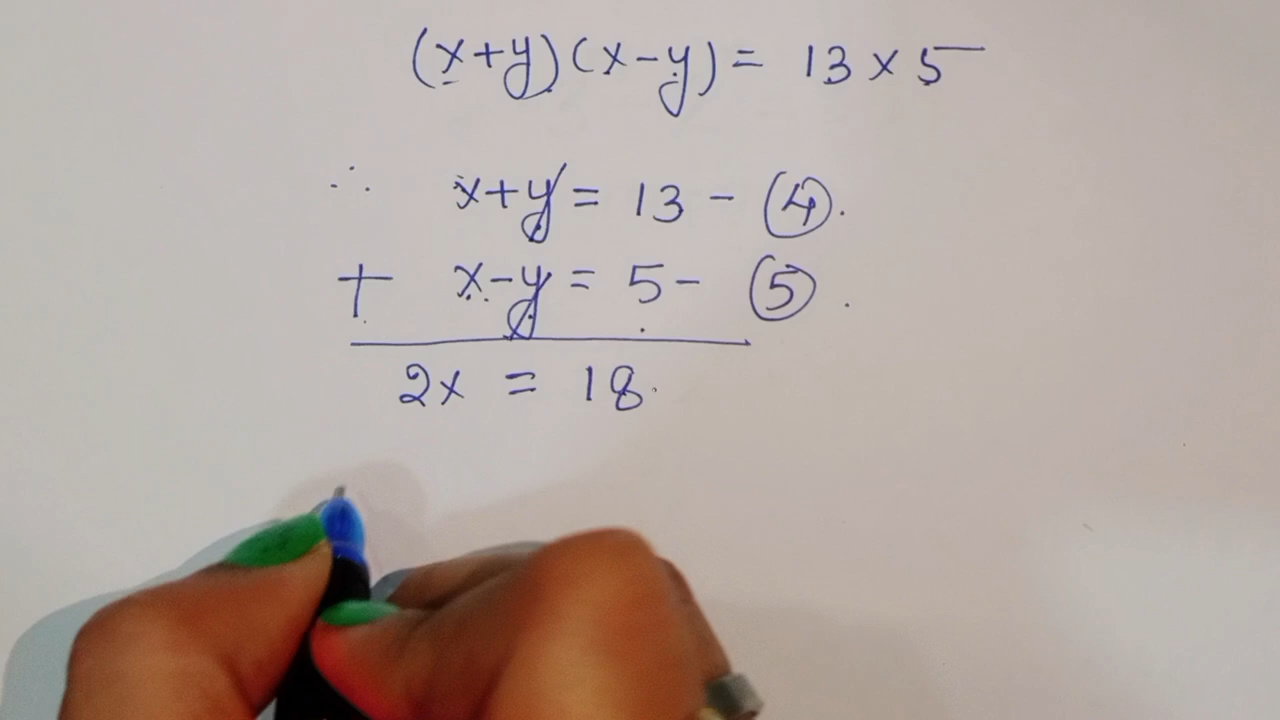 (x+y)(x-y) = 13 × 5
∴ x+y = 13 - ④.
+ x-y = 5 - ⑤.
2x = 18.